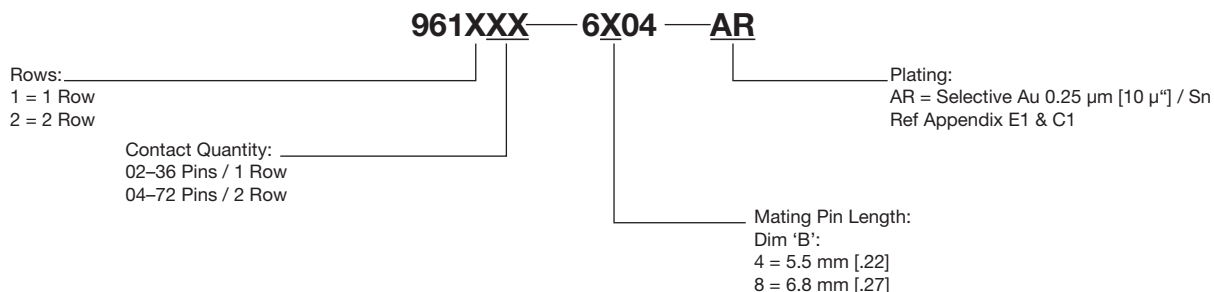 961XXX 6X04 AR
Rows:
1 = 1 Row
2 = 2 Row
Contact Quantity:
02–36 Pins / 1 Row
04–72 Pins / 2 Row
Plating:
AR = Selective Au 0.25 µm [10 µ“] / Sn
Ref Appendix E1 & C1
Mating Pin Length:
Dim ‘B’:
4 = 5.5 mm [.22]
8 = 6.8 mm [.27]